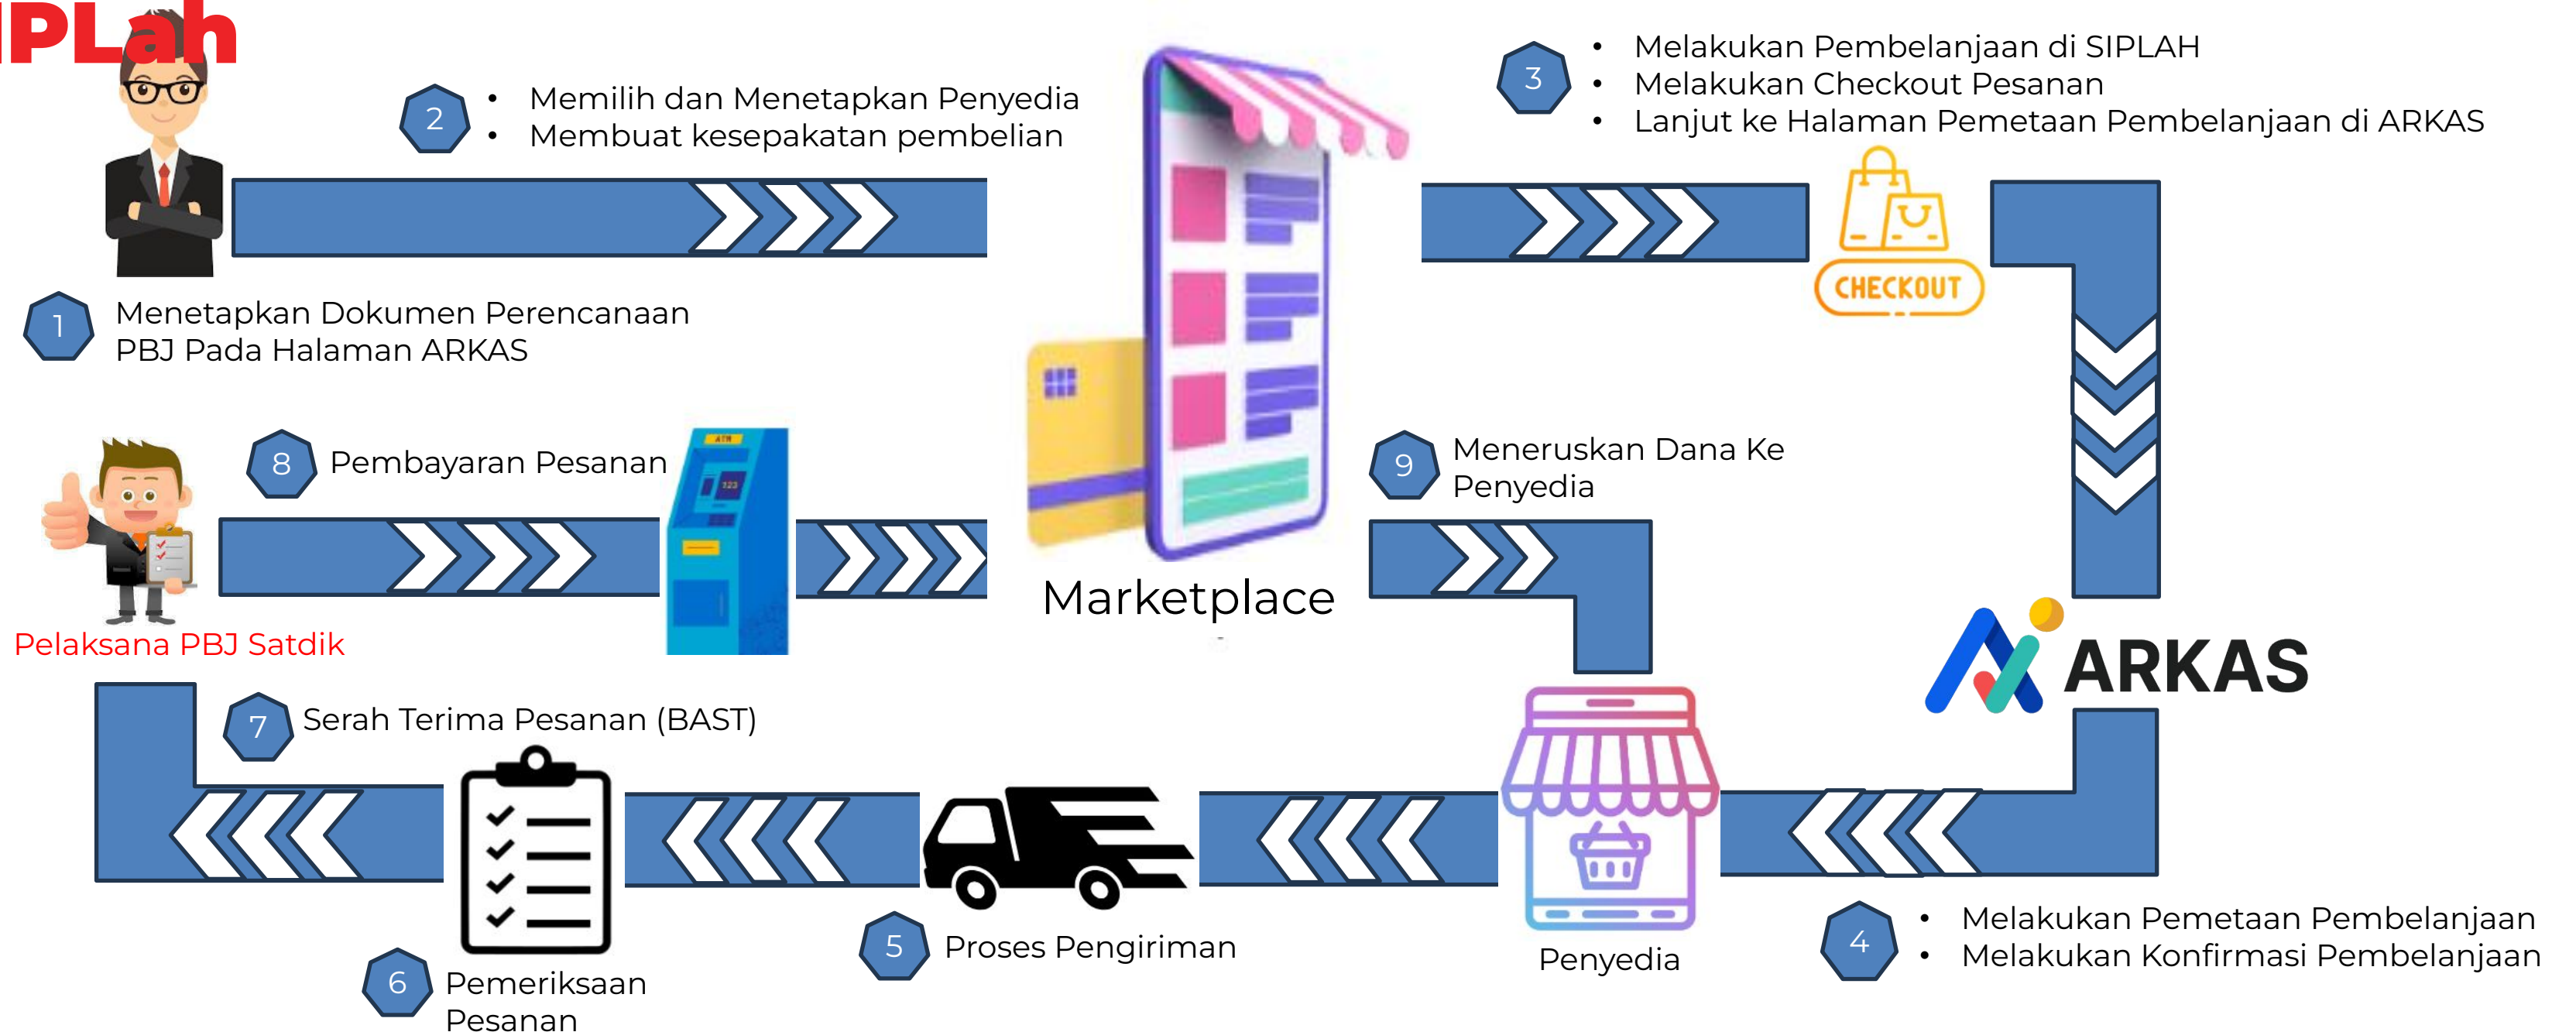 IPLah
2
• Memilih dan Menetapkan Penyedia
• Membuat kesepakatan pembelian
3
• Melakukan Pembelanjaan di SIPLAH
• Melakukan Checkout Pesanan
• Lanjut ke Halaman Pemetaan Pembelanjaan di ARKAS
CHECKOUT
1
Menetapkan Dokumen Perencanaan
PBJ Pada Halaman ARKAS
8
Pembayaran Pesanan
ATM
123
9
Meneruskan Dana Ke
Penyedia
Marketplace
Pelaksana PBJ Satdik
ARKAS
7
Serah Terima Pesanan (BAST)
4
• Melakukan Pemetaan Pembelanjaan
• Melakukan Konfirmasi Pembelanjaan
Penyedia
5
Proses Pengiriman
6
Pemeriksaan
Pesanan